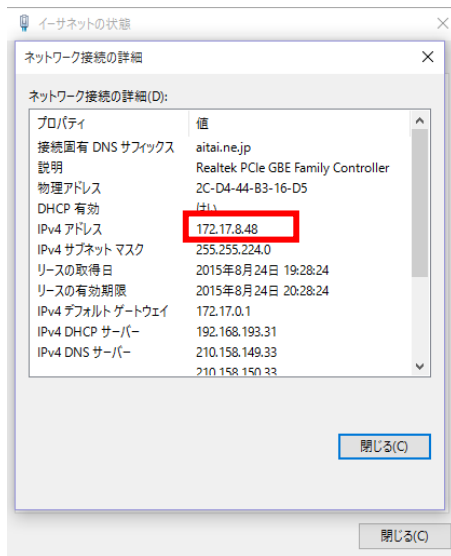 イーサネットの状態
ネットワーク接続の詳細
ネットワーク接続の詳細(D):
プロパティ 値
接続固有 DNS サフィックス aitai.ne.jp
説明 Realtek PCIe GBE Family Controller
物理アドレス 2C-D4-44-B3-16-D5
DHCP 有効 はい
IPv4 アドレス 172.17.8.48
IPv4 サブネット マスク 255.255.224.0
リースの取得日 2015年8月24日 19:28:24
リースの有効期限 2015年8月24日 20:28:24
IPv4 デフォルト ゲートウェイ 172.17.0.1
IPv4 DHCP サーバー 192.168.193.31
IPv4 DNS サーバー 210.158.149.33
210.158.150.33
閉じる(C)
閉じる(C)